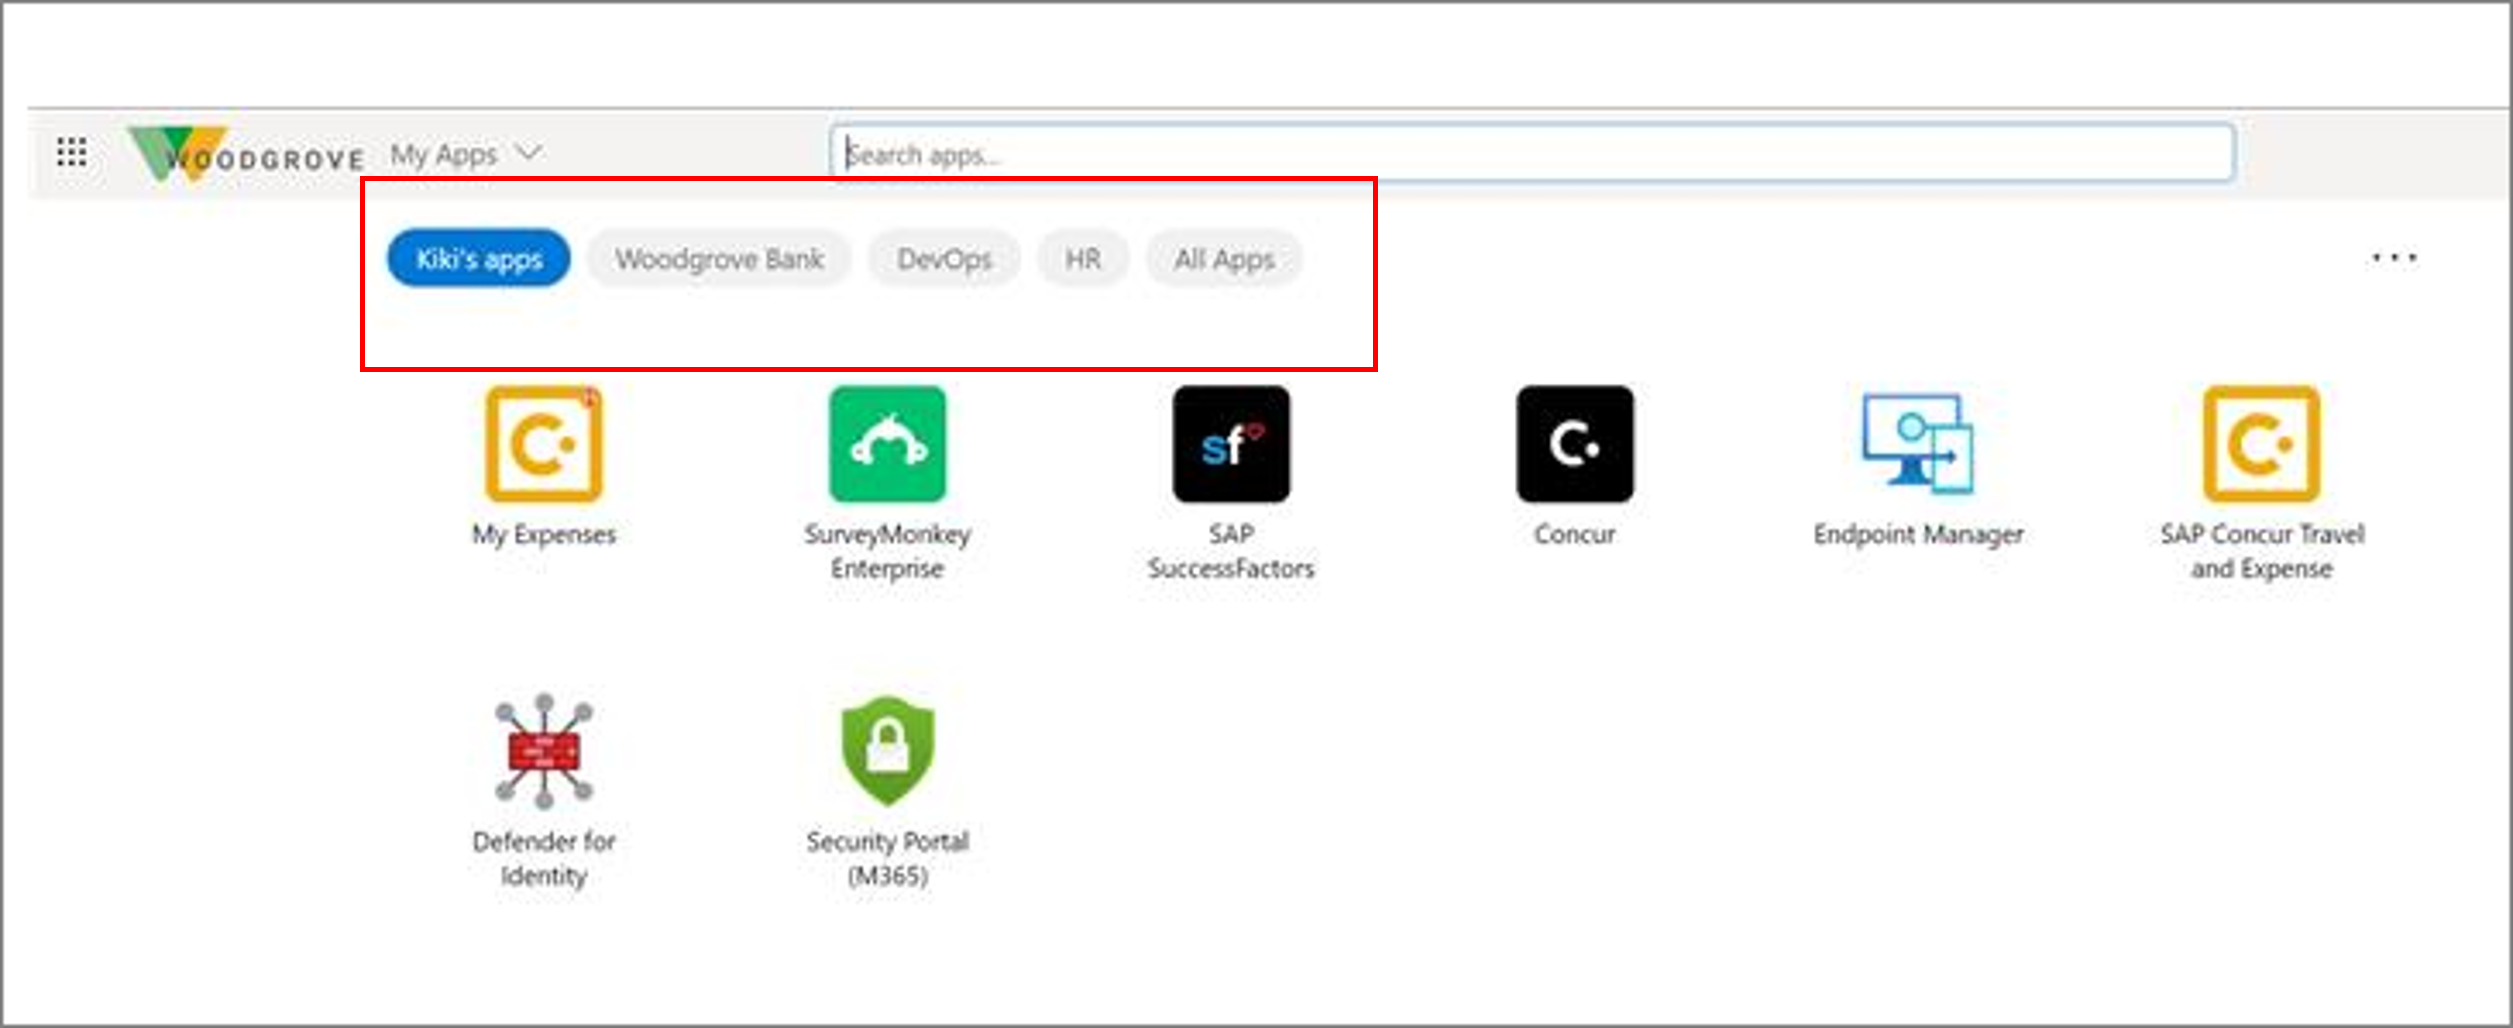 WOODGROVE My Apps Search apps...
Kiki's apps Woodgrove Bank DevOps HR All Apps
sf
My Expenses
SurveyMonkey
Enterprise
SAP
SuccessFactors
Concur
Endpoint Manager
SAP Concur Travel
and Expense
Defender for
Identity
Security Portal
(M365)